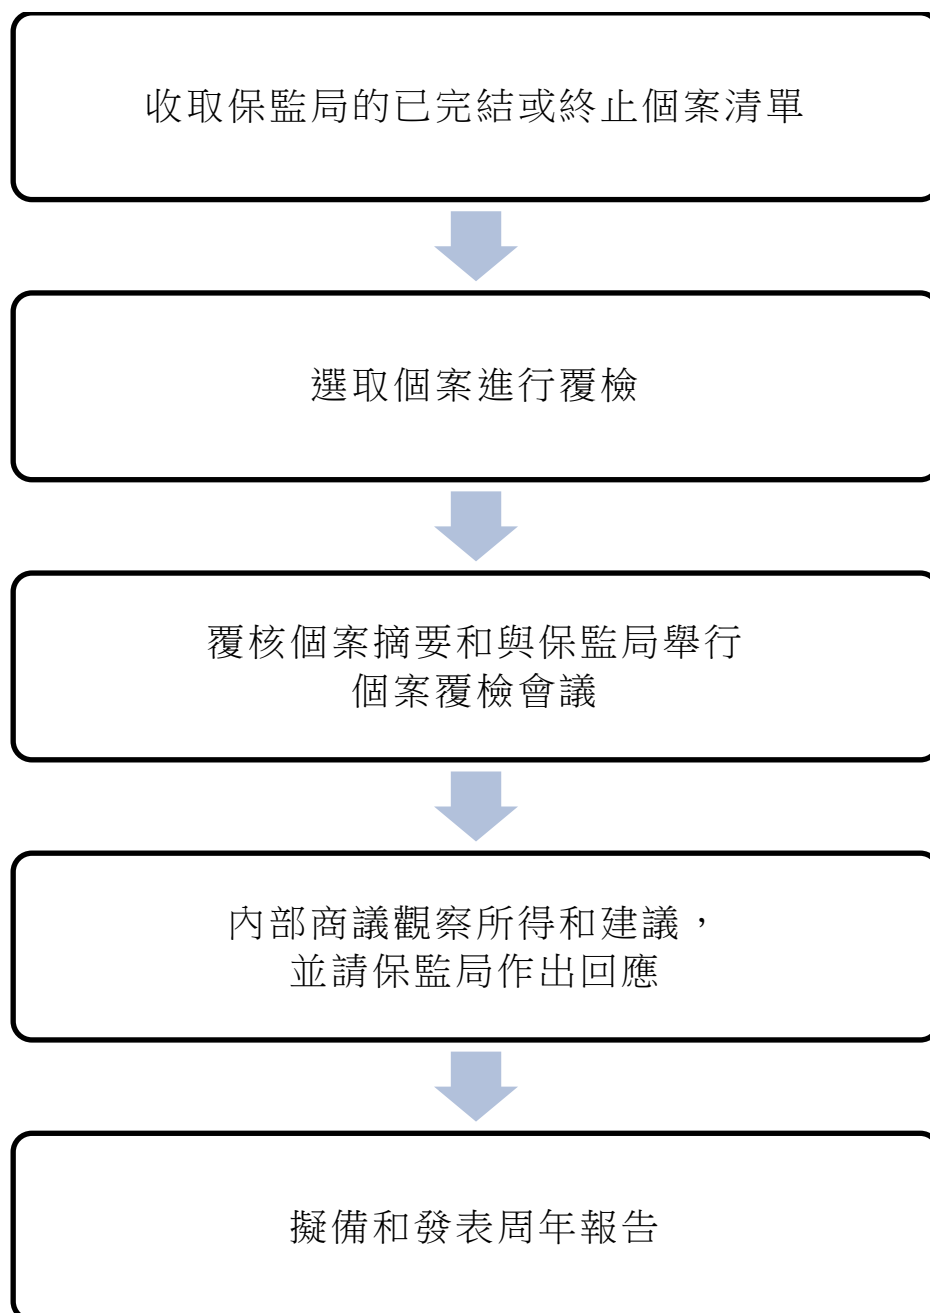 收取保監局的已完結或終止個案清單
選取個案進行覆檢
覆核個案摘要和與保監局舉行
個案覆檢會議
內部商議觀察所得和建議，
並請保監局作出回應
擬備和發表周年報告